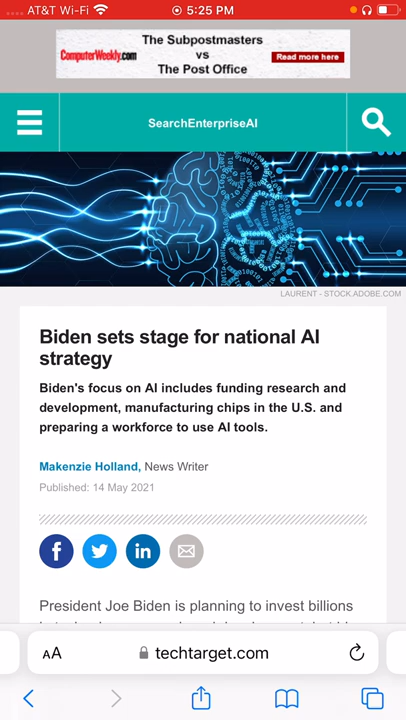 AT&T Wi-Fi 5:25 PM
The Subpostmasters
ComputerWeekly.com vs Read more here
The Post Office
SearchEnterpriseAI
LAURENT - STOCK.ADOBE.COM
Biden sets stage for national AI
strategy
Biden's focus on AI includes funding research and
development, manufacturing chips in the U.S. and
preparing a workforce to use AI tools.
Makenzie Holland, News Writer
Published: 14 May 2021
f in
President Joe Biden is planning to invest billions
AA techtarget.com